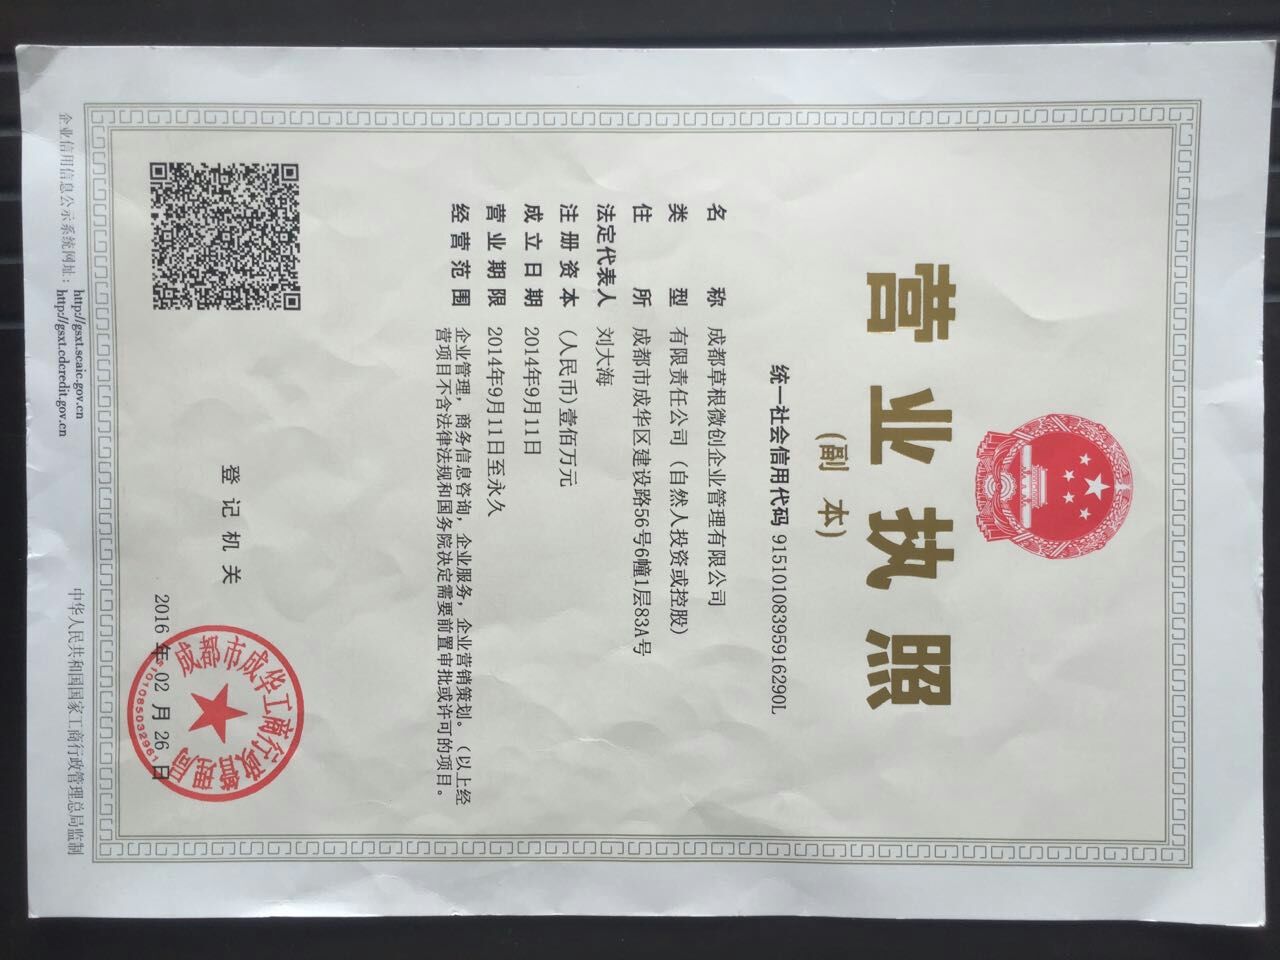 营业执照
(副 本)
统一社会信用代码 91510108395916290L
名称 成都草根微创企业管理有限公司
类型 有限责任公司（自然人投资或控股）
住所 成都市成华区建设路56号6幢1层83A号
法定代表人 刘大海
注册资本 (人民币)壹佰万元
成立日期 2014年9月11日
营业期限 2014年9月11日至永久
经营范围 企业管理，商务信息咨询，企业服务，企业营销策划。（以上经
营项目不含法律法规和国务院决定需要前置审批或许可的项目。
登记机关
成都市成华工商行政管理局
5101085032961
2016 年 02 月 26 日
企业信用信息公示系统网址：http://gsxt.scaic.gov.cn
http://gsxt.cdcredit.gov.cn
中华人民共和国国家工商行政管理总局监制